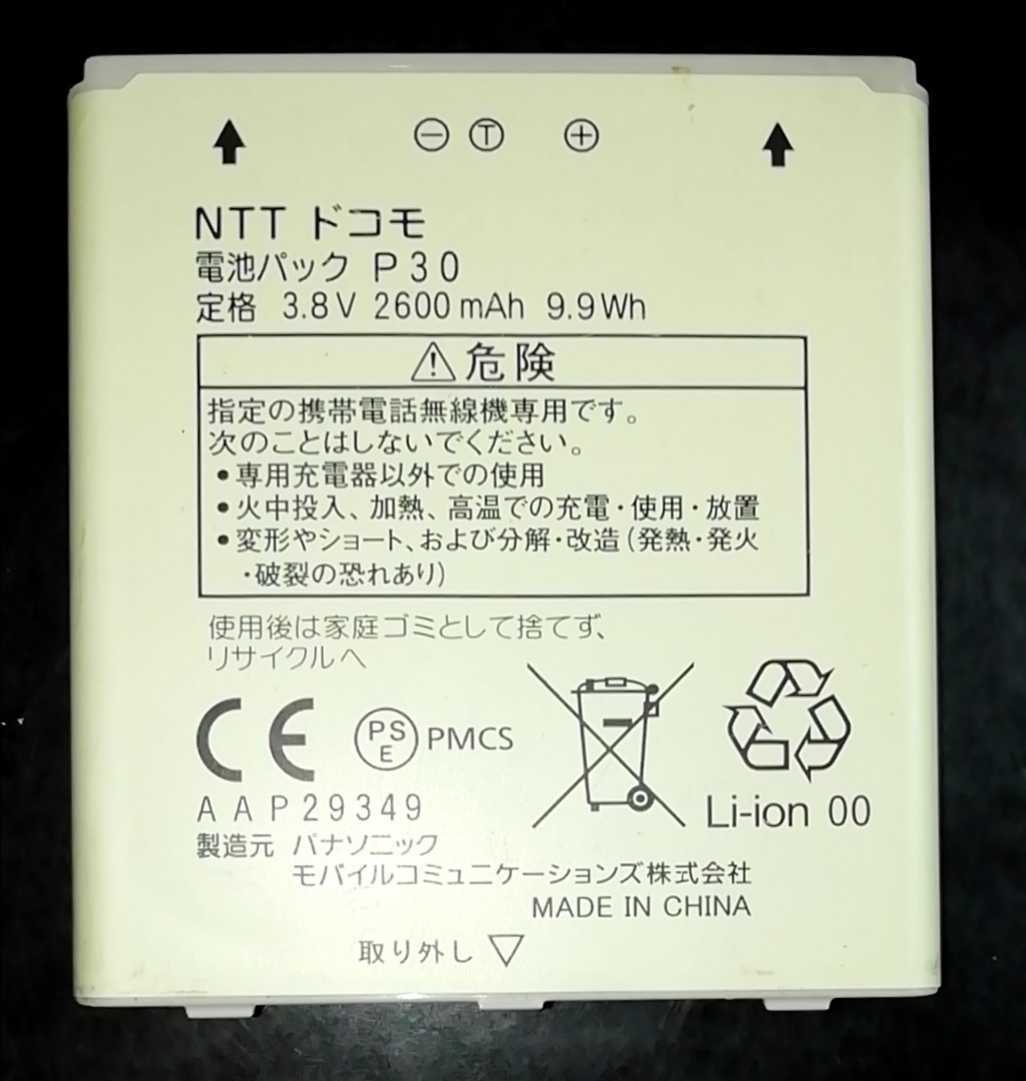 ⊖ Ⓣ ⊕
NTT ドコモ
電池パック P30
定格 3.8V 2600mAh 9.9Wh
⚠危険
指定の携帯電話無線機専用です。
次のことはしないでください。
●専用充電器以外での使用
●火中投入、加熱、高温での充電・使用・放置
●変形やショート、および分解・改造(発熱・発火
・破裂の恐れあり)
使用後は家庭ゴミとして捨てず、
リサイクルへ
CE PSE PMCS
Li-ion 00
AAP29349
製造元 パナソニック
モバイルコミュニケーションズ株式会社
MADE IN CHINA
取り外し ▽